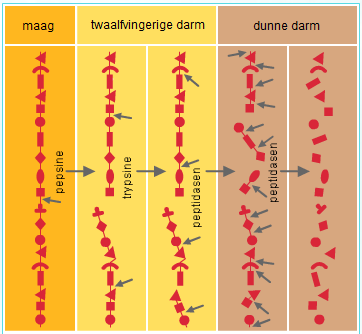 maag
twaalfvingerige darm
dunne darm
pepsine
trypsine
peptidasen
peptidasen